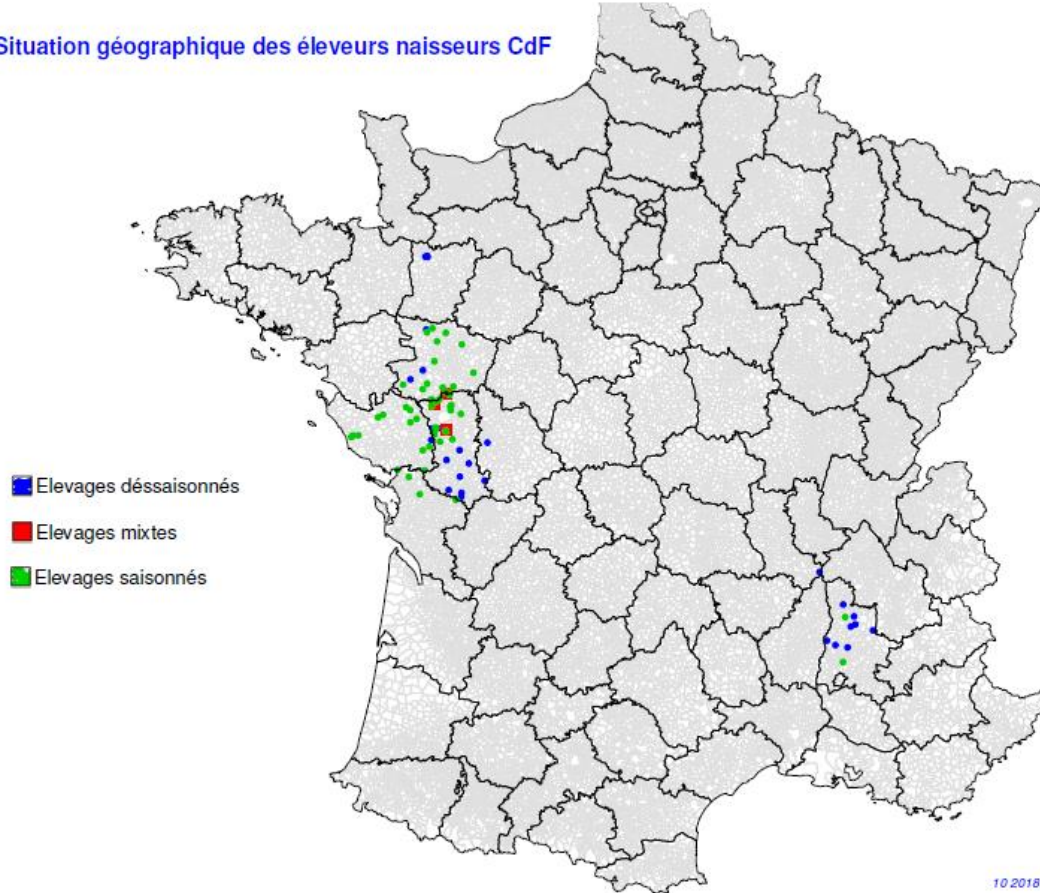 Situation géographique des éleveurs naisseurs CdF
Elevages déssaisonnés
Elevages mixtes
Elevages saisonnés
10 2018